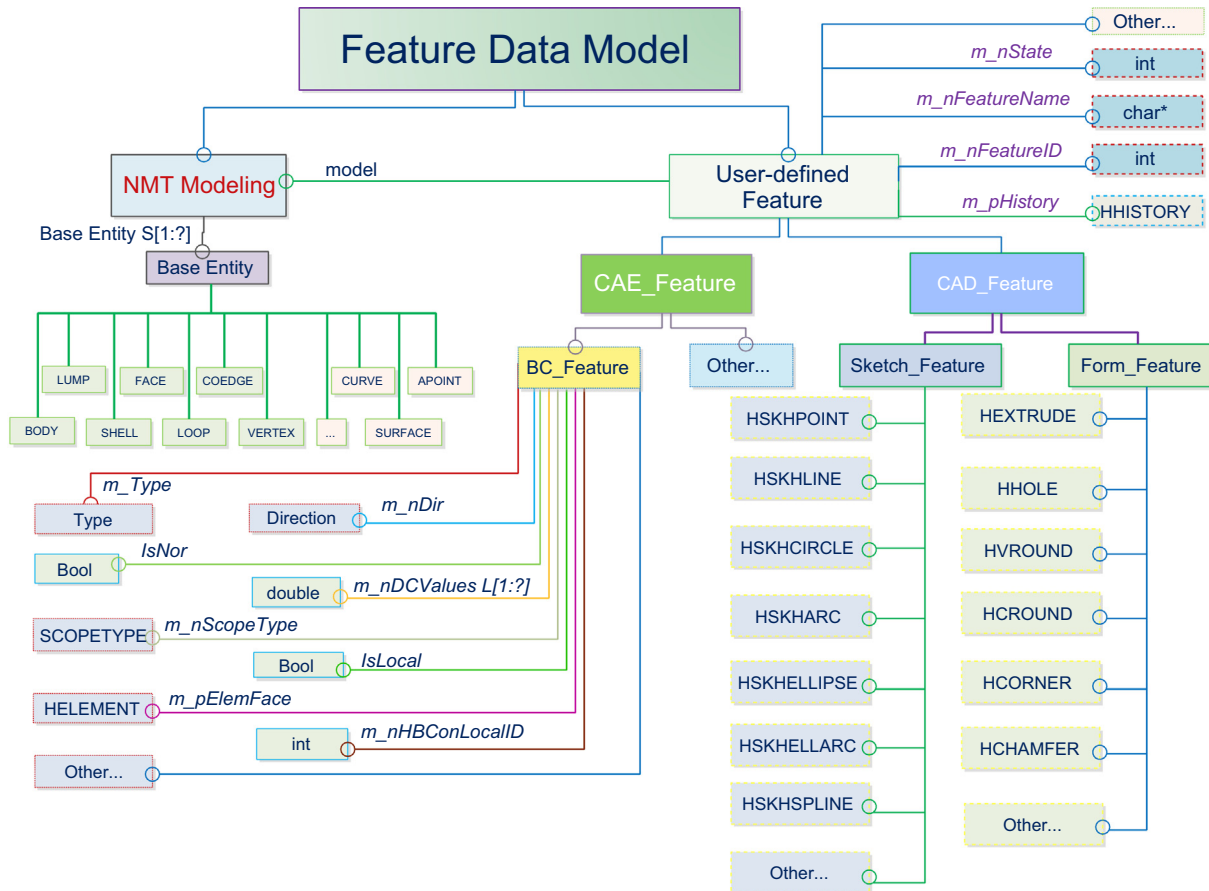 Feature Data Model
Other...
m_nState
int
m_nFeatureName
char*
m_nFeatureID
int
m_pHistory
HHISTORY
NMT Modeling
model
User-defined
Feature
Base Entity S[1:?]
Base Entity
CAE_Feature
CAD_Feature
LUMP
FACE
COEDGE
CURVE
APOINT
BODY
SHELL
LOOP
VERTEX
...
SURFACE
BC_Feature
Other...
Sketch_Feature
Form_Feature
m_Type
Type
Direction
m_nDir
IsNor
Bool
double
m_nDCValues L[1:?]
SCOPETYPE
m_nScopeType
Bool
IsLocal
HELEMENT
m_pElemFace
int
m_nHBConLocalID
Other...
HSKHPOINT
HSKHLINE
HSKHCIRCLE
HSKHARC
HSKHELLIPSE
HSKHELLARC
HSKHSPLINE
Other...
HEXTRUDE
HHOLE
HVROUND
HCROUND
HCORNER
HCHAMFER
Other...